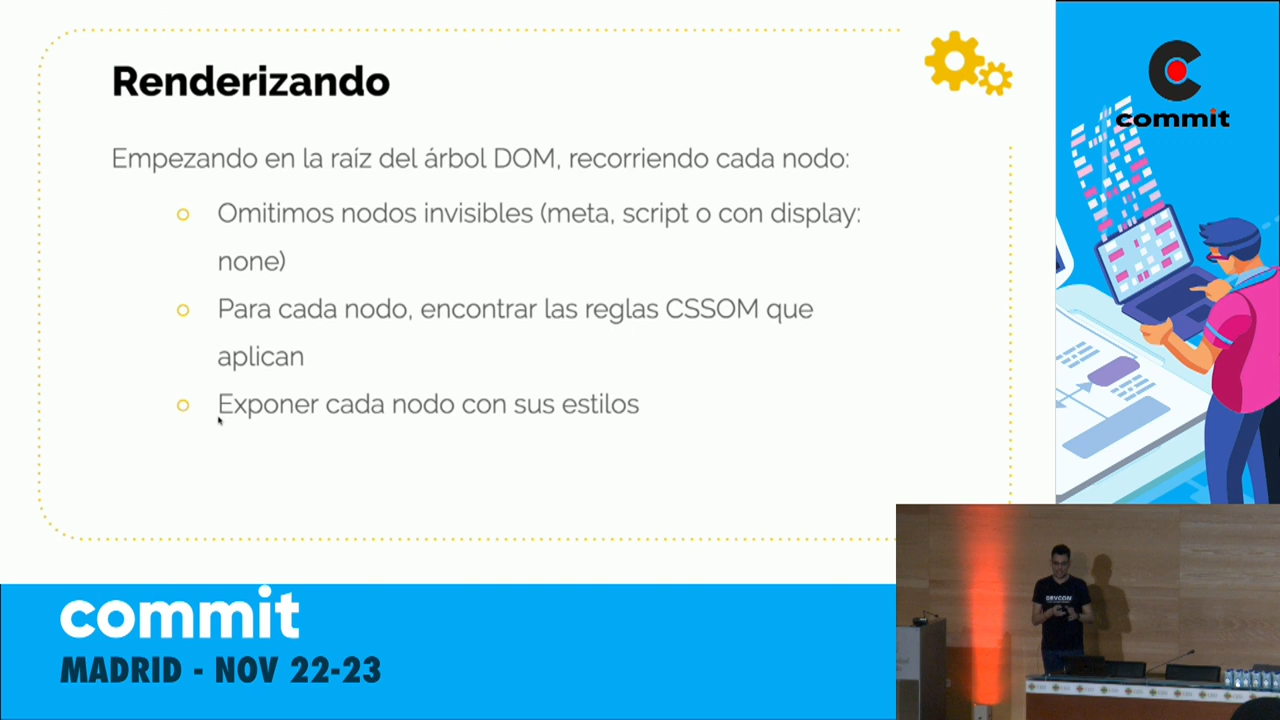 Renderizando
Empezando en la raíz del árbol DOM, recorriendo cada nodo:
Omitimos nodos invisibles (meta, script o con display:
none)
Para cada nodo, encontrar las reglas CSSOM que
aplican
Exponer cada nodo con sus estilos
commit
commit
MADRID - NOV 22-23
DEVCON